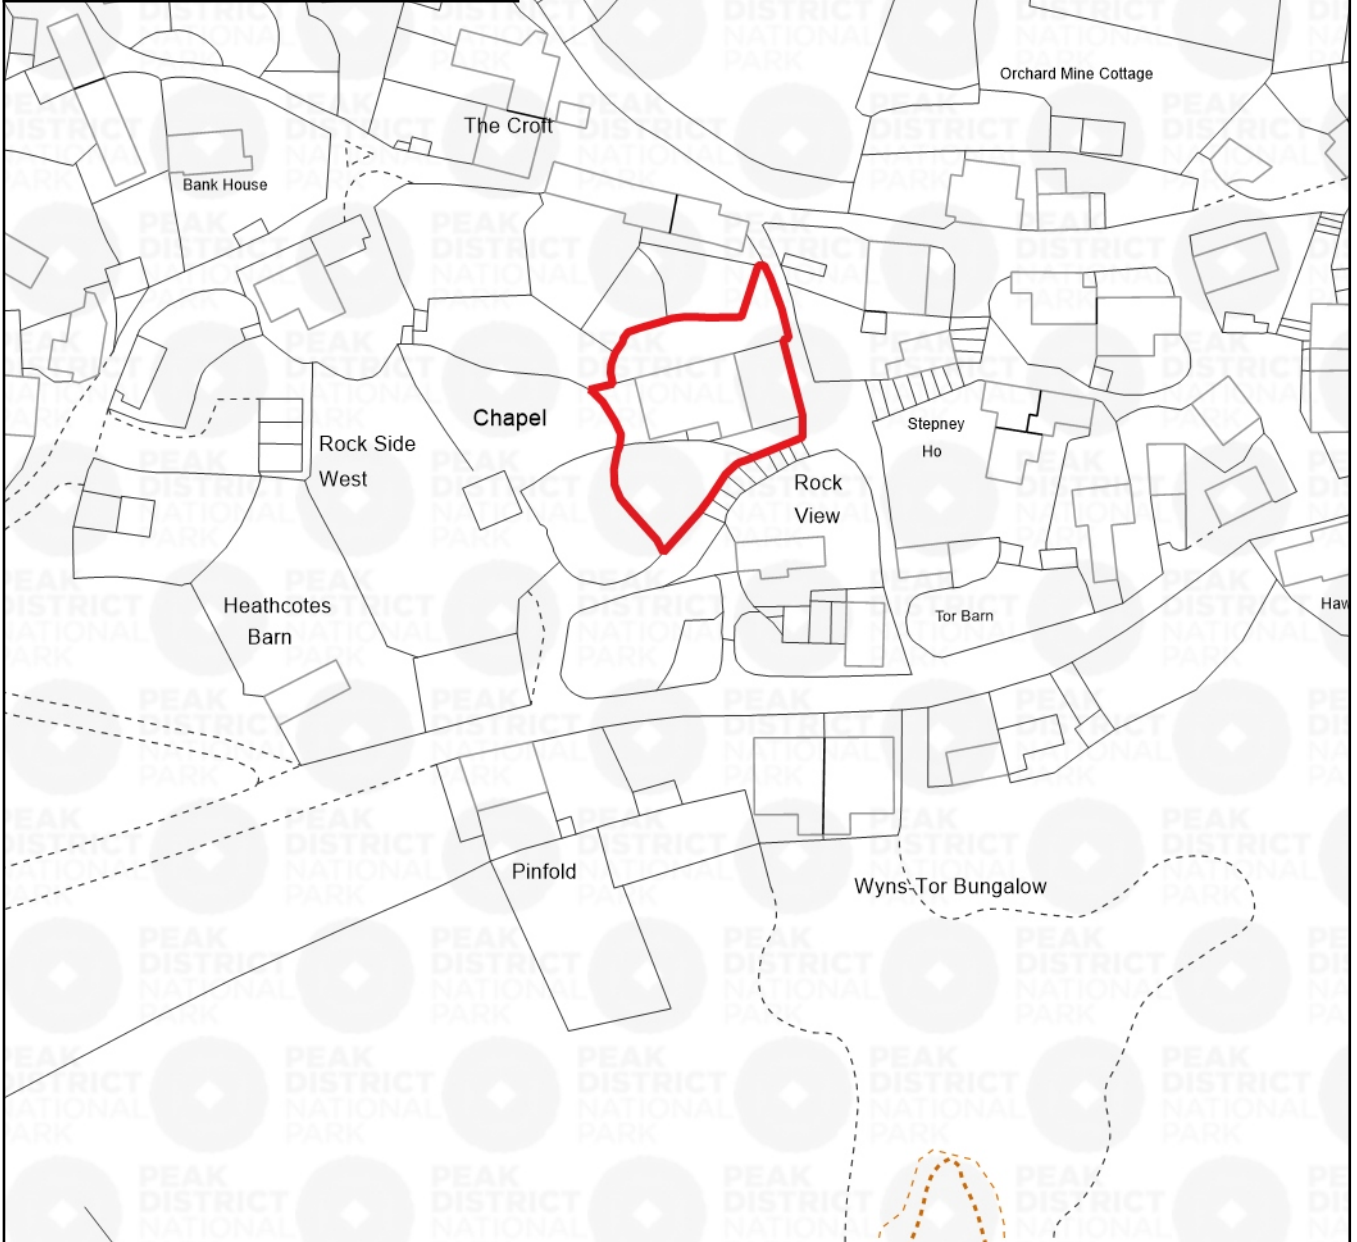 Orchard Mine Cottage
The Croft
Bank House
Chapel
Stepney
Ho
Rock Side
West
Rock
View
Heathcotes
Barn
Haw
Tor Barn
Pinfold
Wyns Tor Bungalow
PEAK
DISTRICT
NATIONAL
PARK